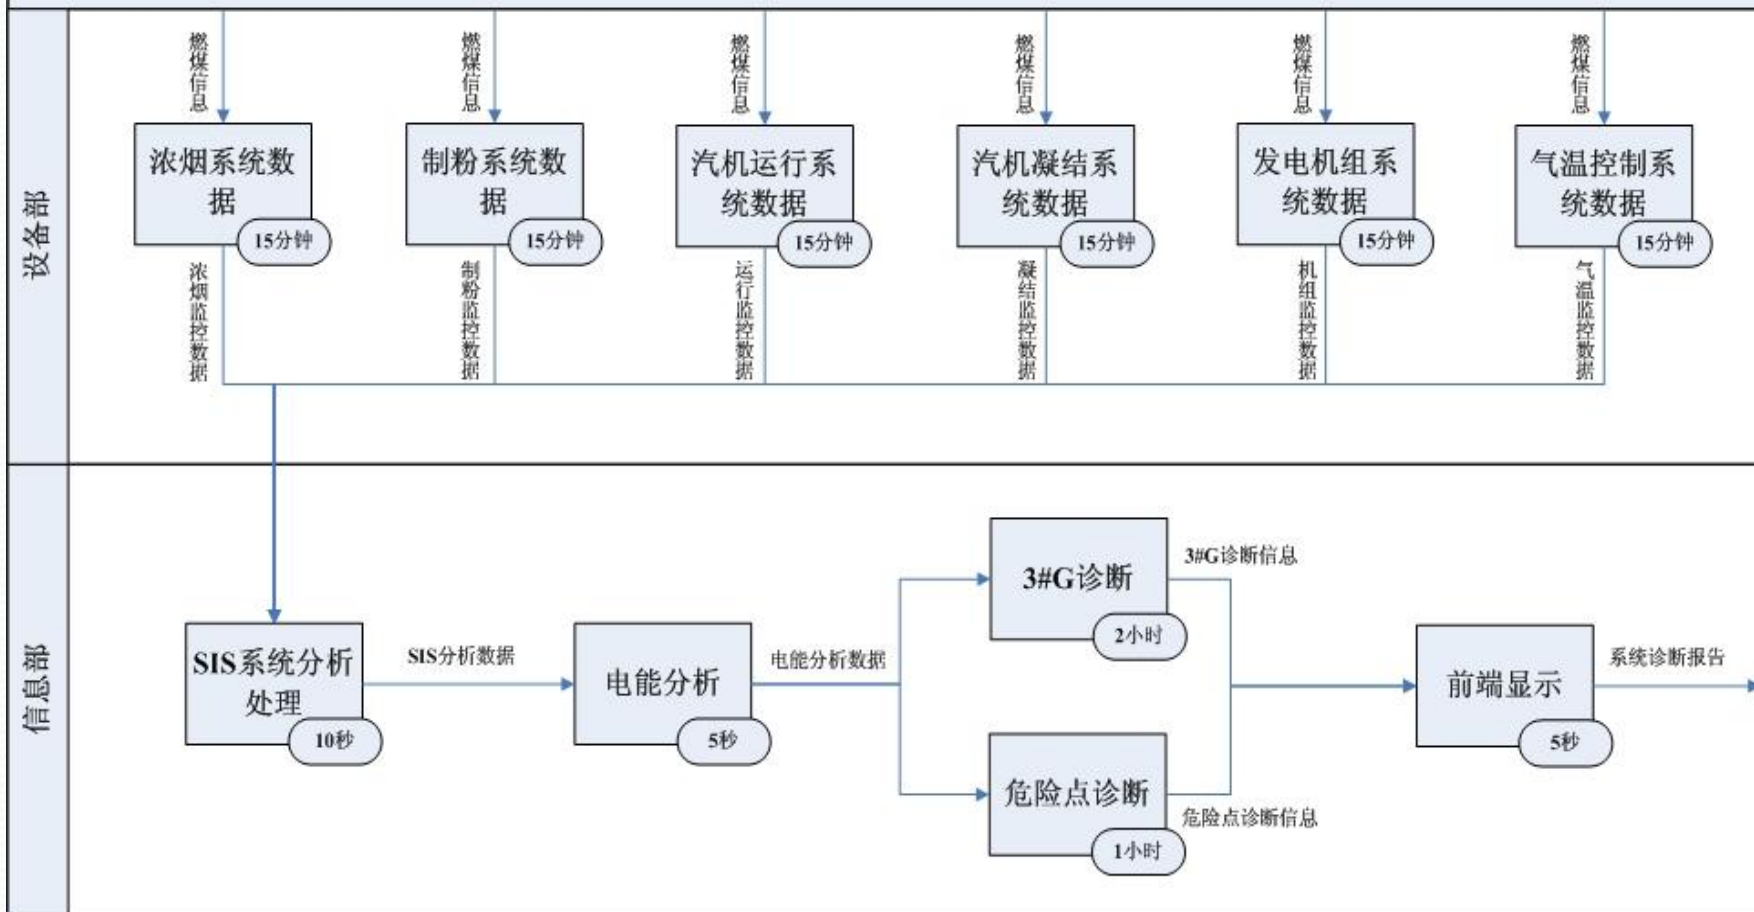 设备部
燃煤信息
燃煤信息
燃煤信息
燃煤信息
燃煤信息
燃煤信息
浓烟系统数
据
15分钟
制粉系统数
据
15分钟
汽机运行系
统数据
15分钟
汽机凝结系
统数据
15分钟
发电机组系
统数据
15分钟
气温控制系
统数据
15分钟
浓烟监控数据
制粉监控数据
运行监控数据
凝结监控数据
机组监控数据
气温监控数据
信息部
SIS系统分析
处理
10秒
SIS分析数据
电能分析
5秒
电能分析数据
3#G诊断
2小时
3#G诊断信息
危险点诊断
1小时
危险点诊断信息
前端显示
5秒
系统诊断报告